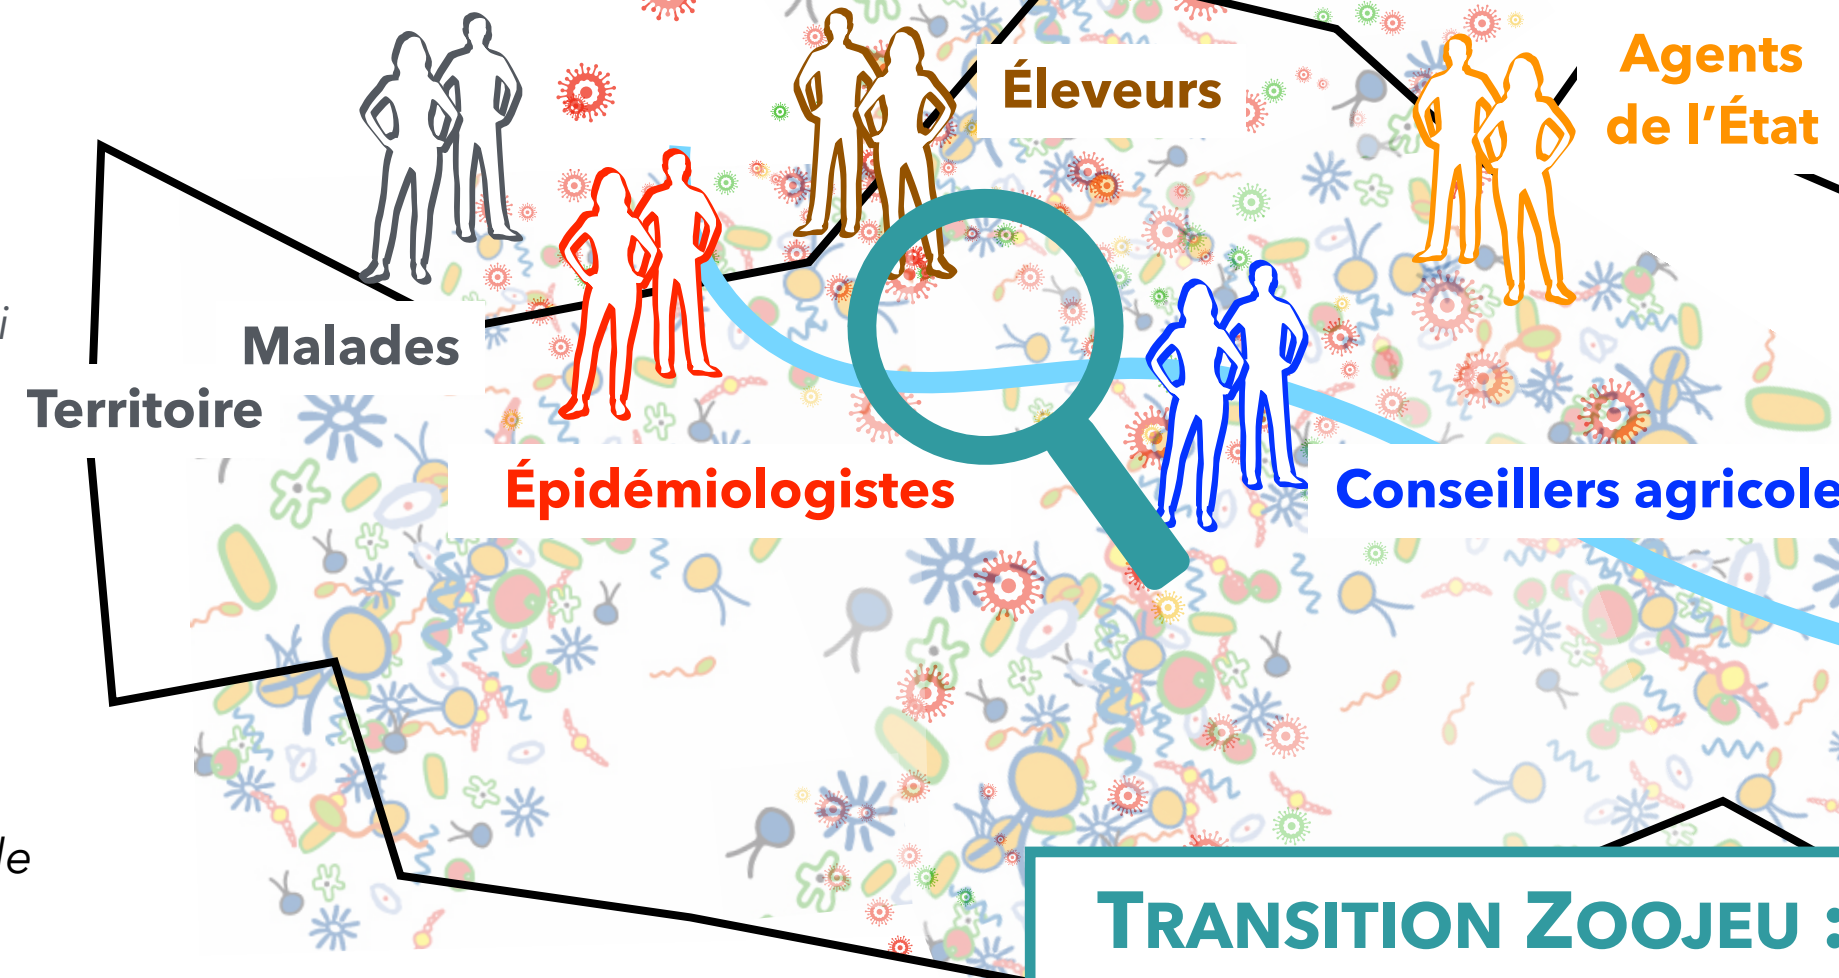 Éleveurs
Agents
de l’État
Malades
Territoire
Épidémiologistes
Conseillers agricole
TRANSITION ZOOJEU :